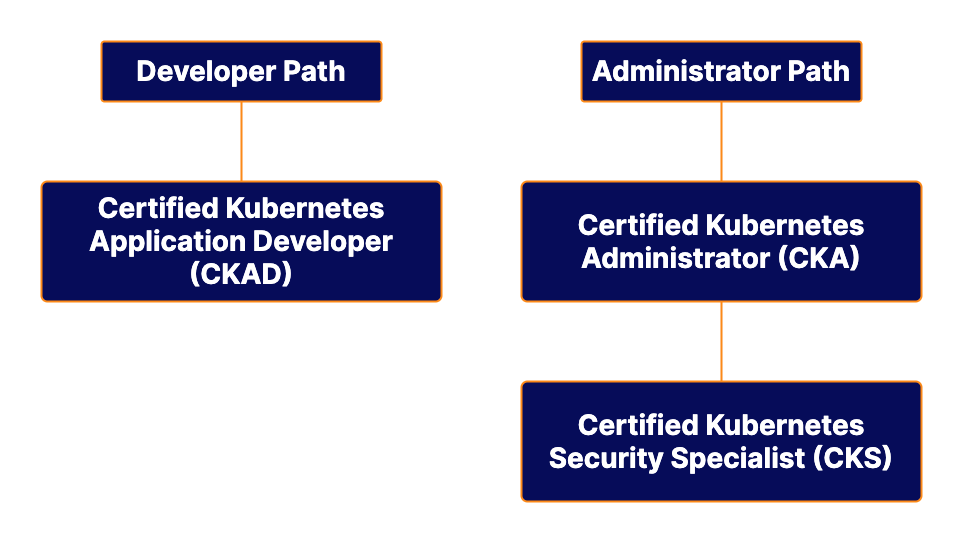 Developer Path
Administrator Path
Certified Kubernetes
Application Developer
(CKAD)
Certified Kubernetes
Administrator (CKA)
Certified Kubernetes
Security Specialist (CKS)